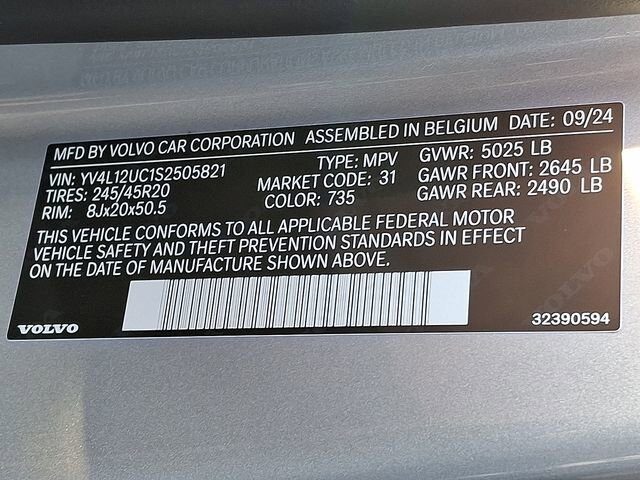 MFD BY VOLVO CAR CORPORATION ASSEMBLED IN BELGIUM DATE: 09/24
VIN: YV4L12UC1S2505821 TYPE: MPV GVWR: 5025 LB
TIRES: 245/45R20 MARKET CODE: 31 GAWR FRONT: 2645 LB
RIM: 8Jx20x50.5 COLOR: 735 GAWR REAR: 2490 LB
THIS VEHICLE CONFORMS TO ALL APPLICABLE FEDERAL MOTOR
VEHICLE SAFETY AND THEFT PREVENTION STANDARDS IN EFFECT
ON THE DATE OF MANUFACTURE SHOWN ABOVE.
VOLVO 32390594